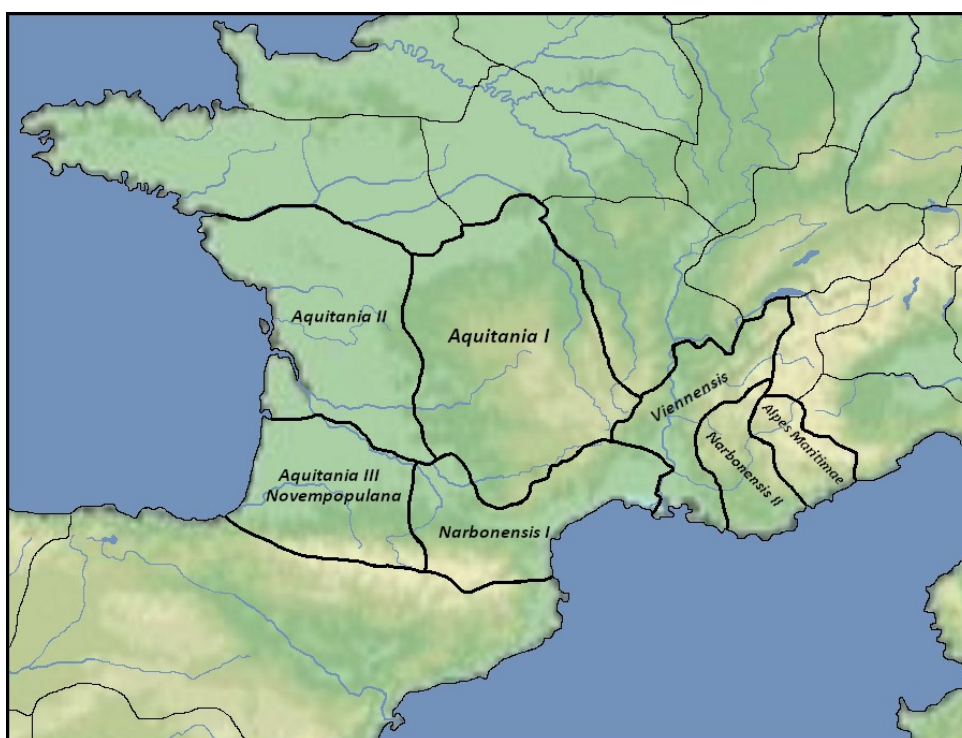 Aquitania II
Aquitania I
Viennensis
Alpes Maritimae
Narbonensis II
Aquitania III
Novempopulana
Narbonensis I